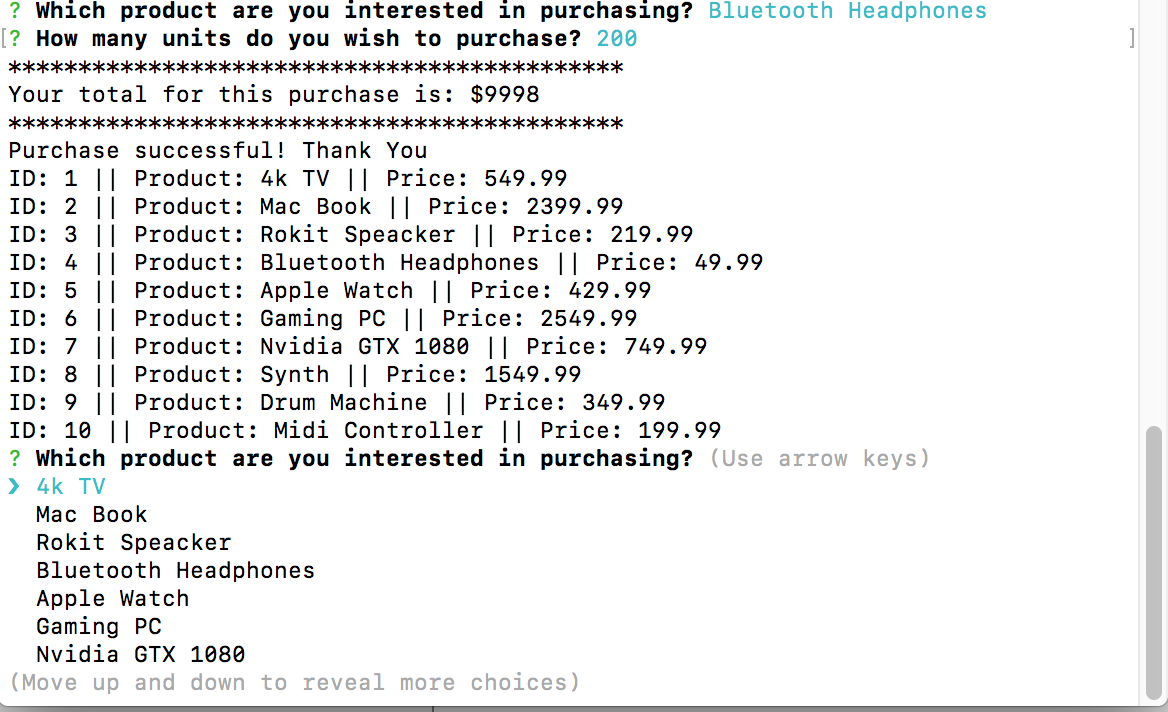 ? Which product are you interested in purchasing? Bluetooth Headphones
[? How many units do you wish to purchase? 200 ]
********************************************
Your total for this purchase is: $9998
********************************************
Purchase successful! Thank You
ID: 1 || Product: 4k TV || Price: 549.99
ID: 2 || Product: Mac Book || Price: 2399.99
ID: 3 || Product: Rokit Speacker || Price: 219.99
ID: 4 || Product: Bluetooth Headphones || Price: 49.99
ID: 5 || Product: Apple Watch || Price: 429.99
ID: 6 || Product: Gaming PC || Price: 2549.99
ID: 7 || Product: Nvidia GTX 1080 || Price: 749.99
ID: 8 || Product: Synth || Price: 1549.99
ID: 9 || Product: Drum Machine || Price: 349.99
ID: 10 || Product: Midi Controller || Price: 199.99
? Which product are you interested in purchasing? (Use arrow keys)
❯ 4k TV
Mac Book
Rokit Speacker
Bluetooth Headphones
Apple Watch
Gaming PC
Nvidia GTX 1080
(Move up and down to reveal more choices)